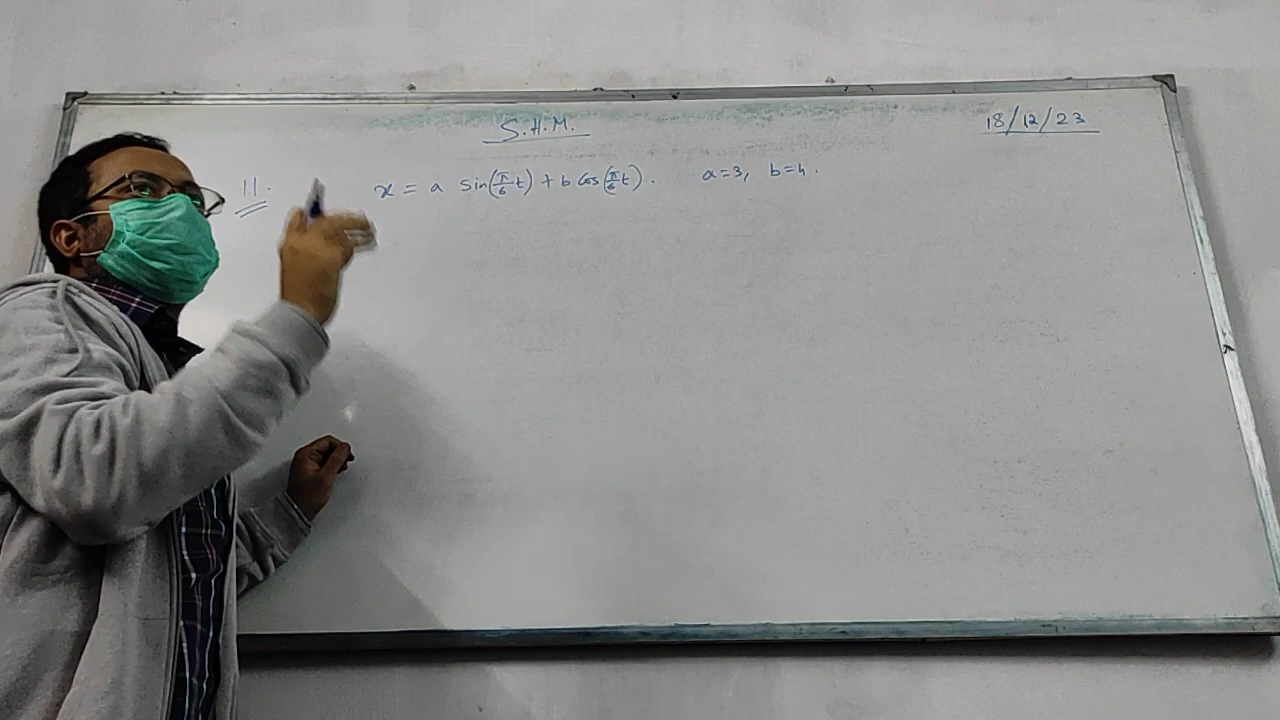 S.H.M.
18/12/23
11. x = a sin(π/6 t) + b cos(π/6 t). a=3, b=4.